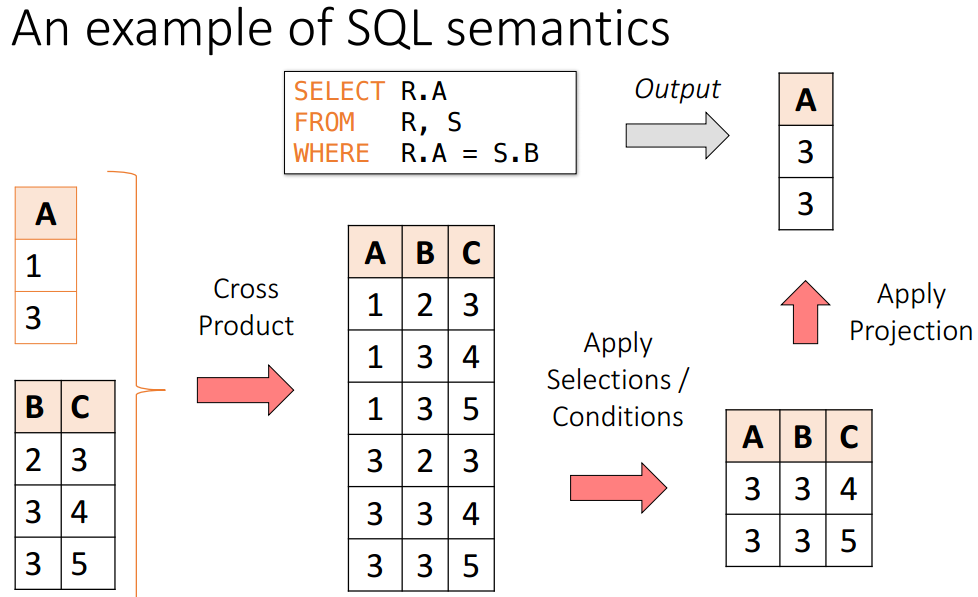 An example of SQL semantics
SELECT R.A
FROM R, S
WHERE R.A = S.B
Output
A
3
3
A
1
3
B C
2 3
3 4
3 5
Cross
Product
A B C
1 2 3
1 3 4
1 3 5
3 2 3
3 3 4
3 3 5
Apply
Selections /
Conditions
A B C
3 3 4
3 3 5
Apply
Projection